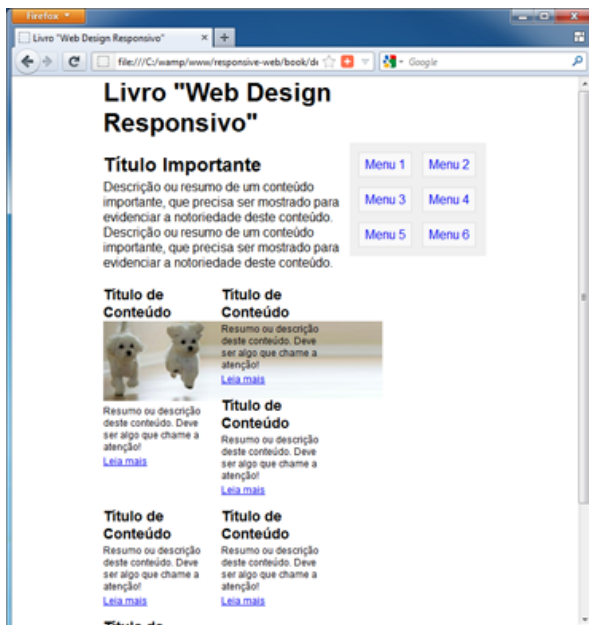 Firefox
Livro "Web Design Responsivo"
file:///C:/wamp/www/responsive-web/book/de
Google
Livro "Web Design
Responsivo"
Título Importante
Descrição ou resumo de um conteúdo
importante, que precisa ser mostrado para
evidenciar a notoriedade deste conteúdo.
Descrição ou resumo de um conteúdo
importante, que precisa ser mostrado para
evidenciar a notoriedade deste conteúdo.
Menu 1 Menu 2
Menu 3 Menu 4
Menu 5 Menu 6
Título de
Conteúdo
Resumo ou descrição
deste conteúdo. Deve
ser algo que chame a
atenção!
Leia mais
Título de
Conteúdo
Resumo ou descrição
deste conteúdo. Deve
ser algo que chame a
atenção!
Leia mais
Título de
Conteúdo
Resumo ou descrição
deste conteúdo. Deve
ser algo que chame a
atenção!
Leia mais
Título de
Conteúdo
Resumo ou descrição
deste conteúdo. Deve
ser algo que chame a
atenção!
Leia mais
Título de
Conteúdo
Resumo ou descrição
deste conteúdo. Deve
ser algo que chame a
atenção!
Leia mais
Título de